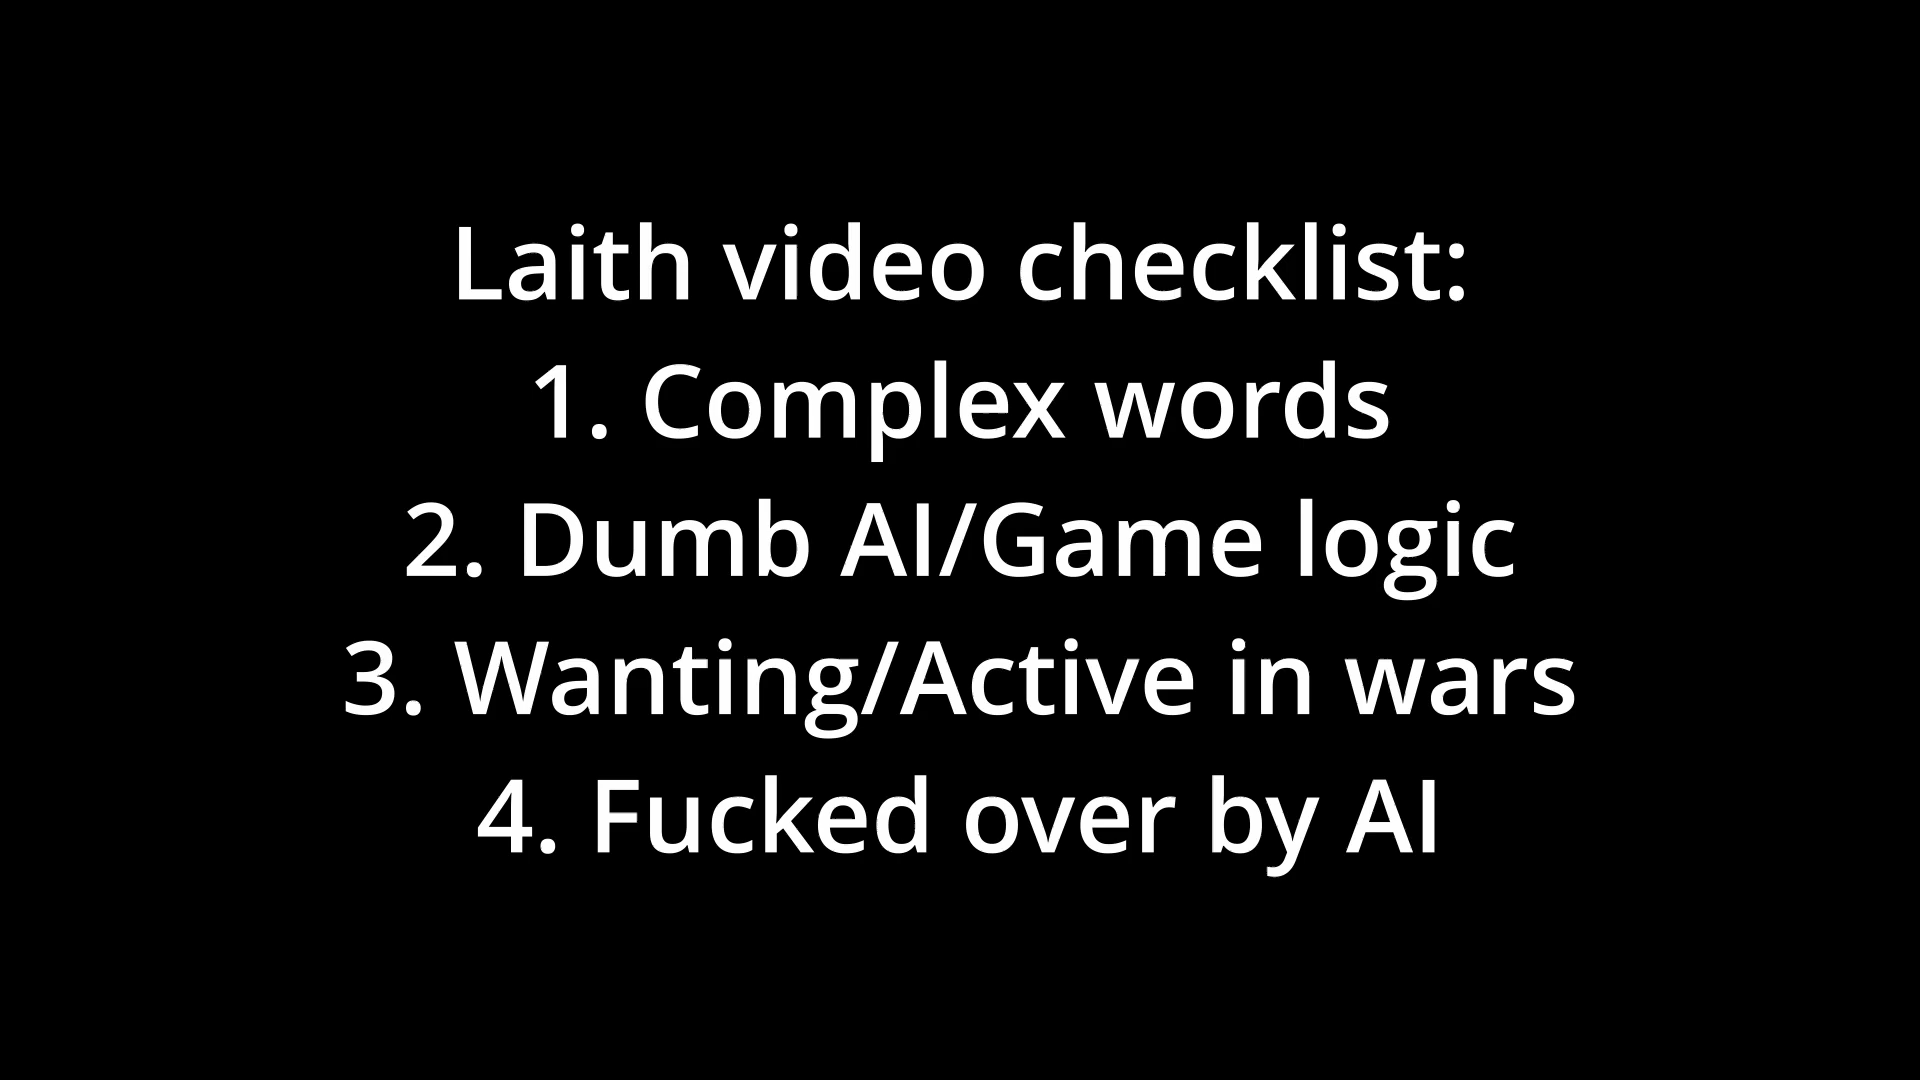 Laith video checklist:
1. Complex words
2. Dumb AI/Game logic
3. Wanting/Active in wars
4. Fucked over by AI